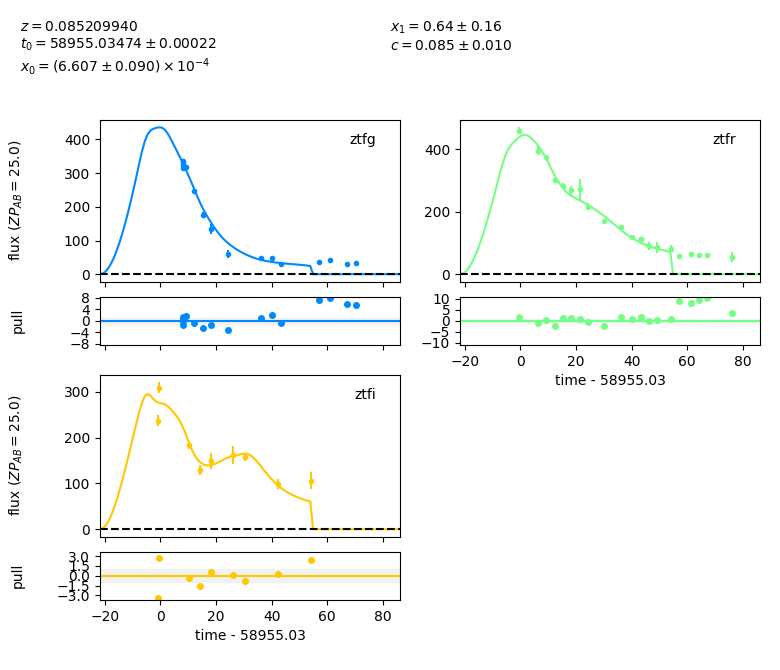 z = 0.085209940
t₀ = 58955.03474 ± 0.00022
x₀ = (6.607 ± 0.090) × 10⁻⁴
x₁ = 0.64 ± 0.16
c = 0.085 ± 0.010
ztfg
400
300
200
100
0
flux (ZP_AB = 25.0)
8
4
0
−4
−8
pull
ztfr
400
200
0
10
5
0
−5
−10
−20 0 20 40 60 80
time - 58955.03
ztfi
300
200
100
0
flux (ZP_AB = 25.0)
3.0
1.5
0.0
−1.5
−3.0
pull
−20 0 20 40 60 80
time - 58955.03